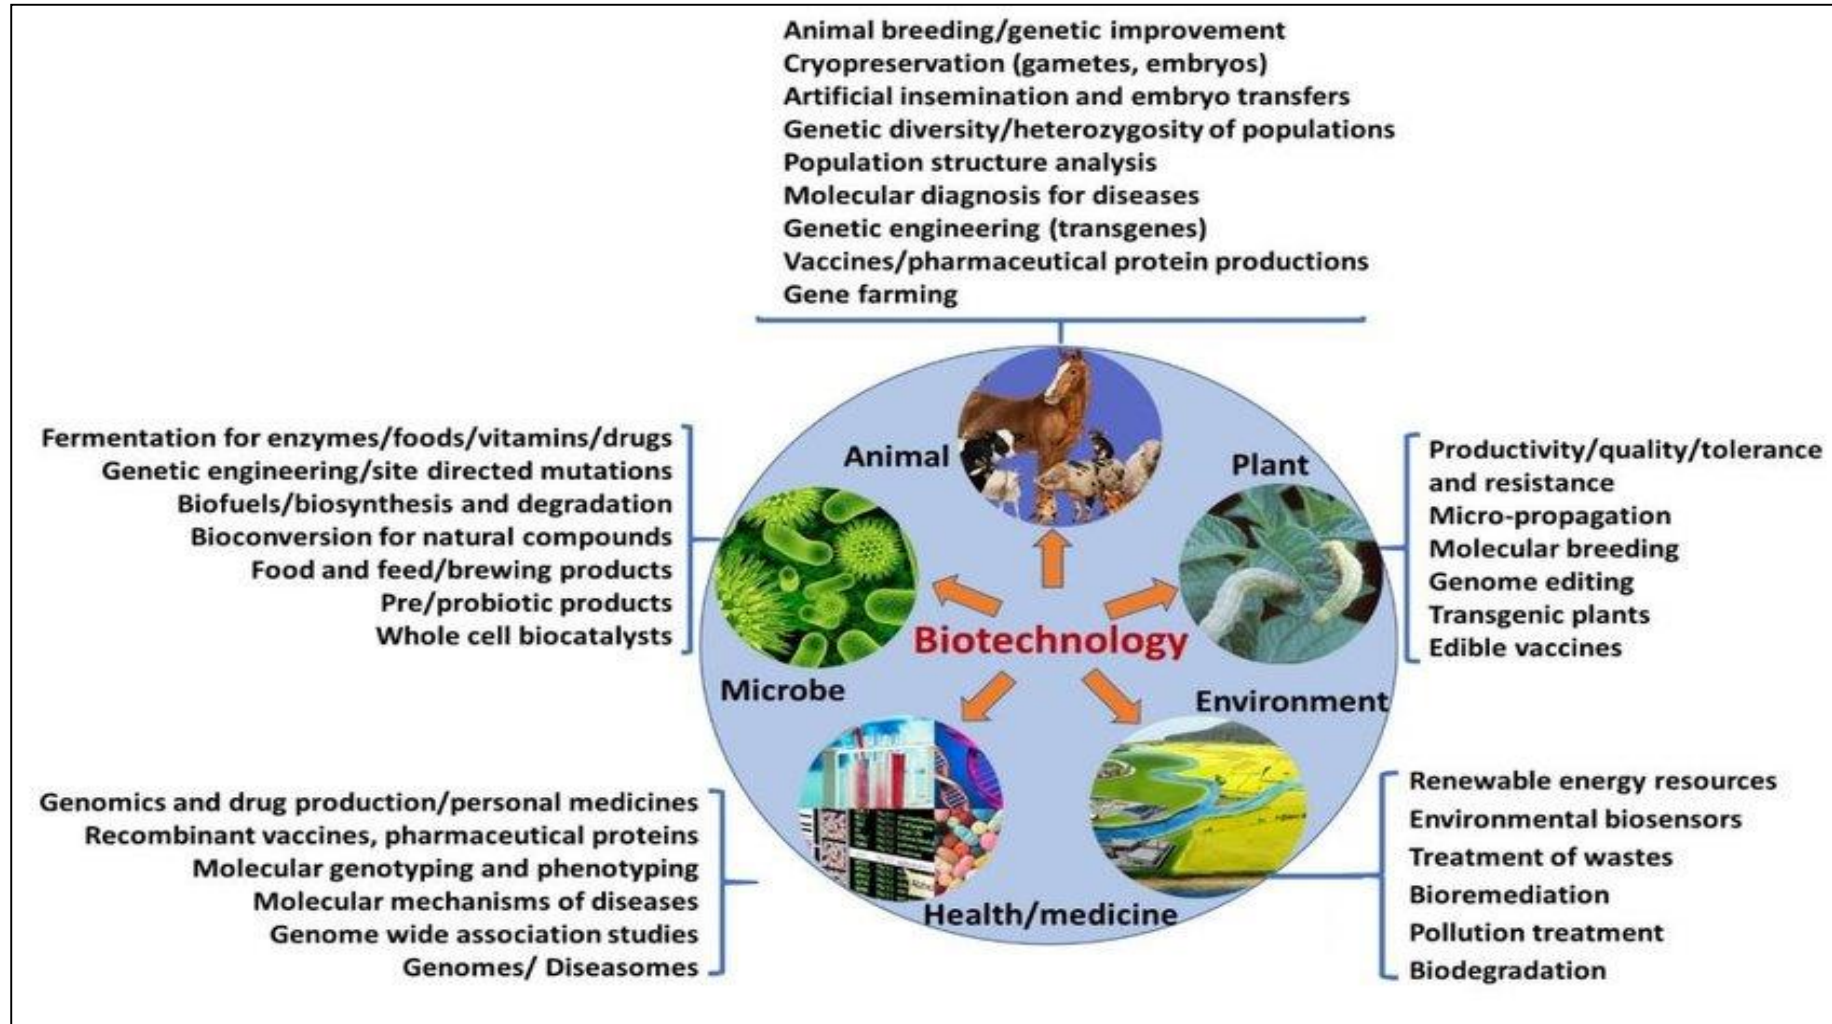 Animal breeding/genetic improvement
Cryopreservation (gametes, embryos)
Artificial insemination and embryo transfers
Genetic diversity/heterozygosity of populations
Population structure analysis
Molecular diagnosis for diseases
Genetic engineering (transgenes)
Vaccines/pharmaceutical protein productions
Gene farming
Fermentation for enzymes/foods/vitamins/drugs
Genetic engineering/site directed mutations
Biofuels/biosynthesis and degradation
Bioconversion for natural compounds
Food and feed/brewing products
Pre/probiotic products
Whole cell biocatalysts
Animal
Plant
Productivity/quality/tolerance
and resistance
Micro-propagation
Molecular breeding
Genome editing
Transgenic plants
Edible vaccines
Biotechnology
Microbe
Environment
Genomics and drug production/personal medicines
Recombinant vaccines, pharmaceutical proteins
Molecular genotyping and phenotyping
Molecular mechanisms of diseases
Genome wide association studies
Genomes/ Diseasomes
Health/medicine
Renewable energy resources
Environmental biosensors
Treatment of wastes
Bioremediation
Pollution treatment
Biodegradation